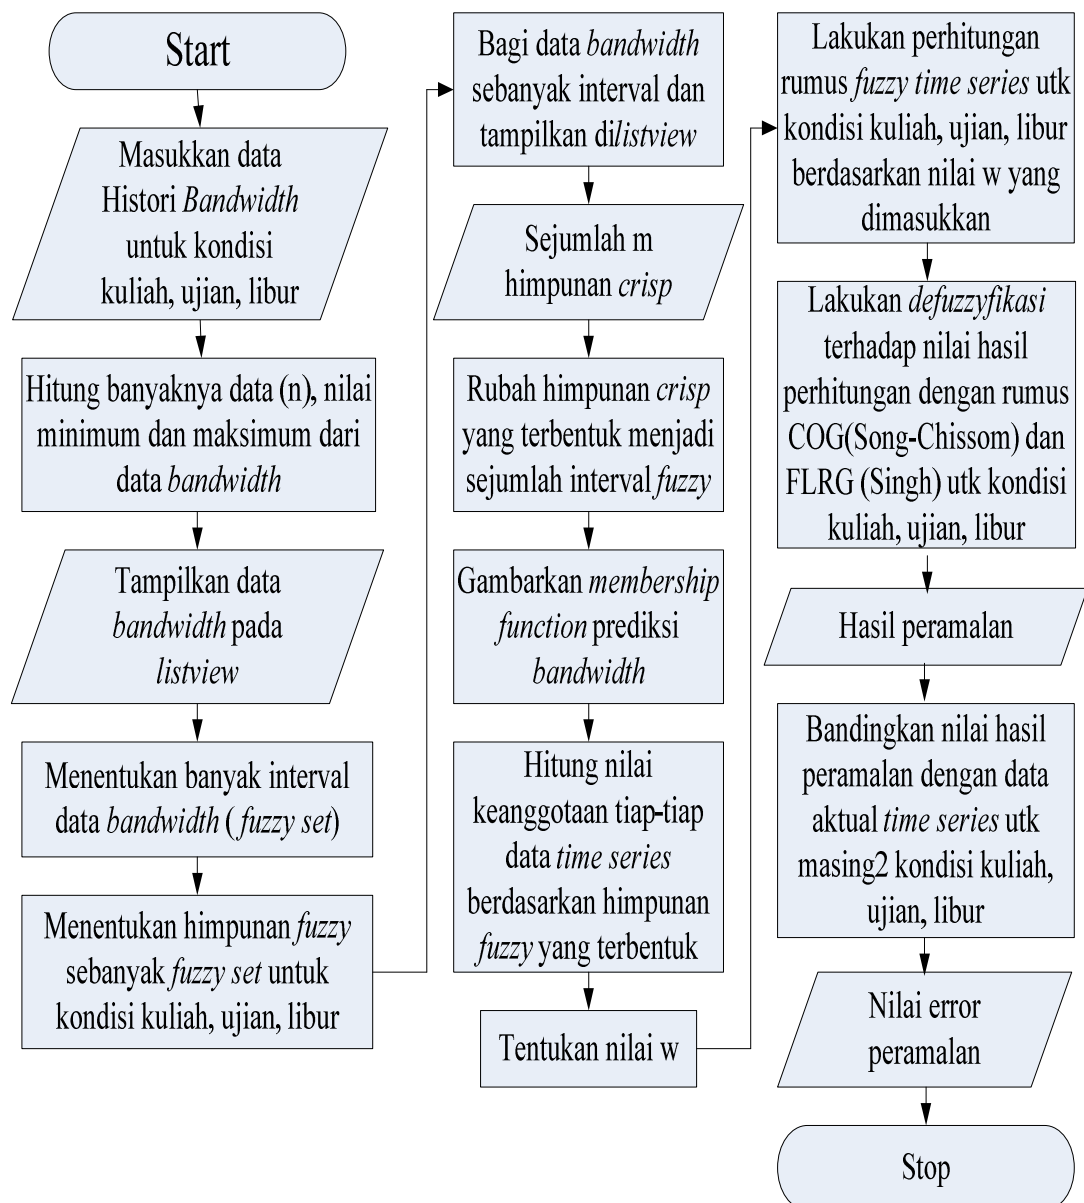 Start
Masukkan data
Histori Bandwidth
untuk kondisi
kuliah, ujian, libur
Hitung banyaknya data (n), nilai
minimum dan maksimum dari
data bandwidth
Tampilkan data
bandwidth pada
listview
Menentukan banyak interval
data bandwidth ( fuzzy set)
Menentukan himpunan fuzzy
sebanyak fuzzy set untuk
kondisi kuliah, ujian, libur
Bagi data bandwidth
sebanyak interval dan
tampilkan dilistview
Sejumlah m
himpunan crisp
Rubah himpunan crisp
yang terbentuk menjadi
sejumlah interval fuzzy
Gambarkan membership
function prediksi
bandwidth
Hitung nilai
keanggotaan tiap-tiap
data time series
berdasarkan himpunan
fuzzy yang terbentuk
Tentukan nilai w
Lakukan perhitungan
rumus fuzzy time series utk
kondisi kuliah, ujian, libur
berdasarkan nilai w yang
dimasukkan
Lakukan defuzzyfikasi
terhadap nilai hasil
perhitungan dengan rumus
COG(Song-Chissom) dan
FLRG (Singh) utk kondisi
kuliah, ujian, libur
Hasil peramalan
Bandingkan nilai hasil
peramalan dengan data
aktual time series utk
masing2 kondisi kuliah,
ujian, libur
Nilai error
peramalan
Stop